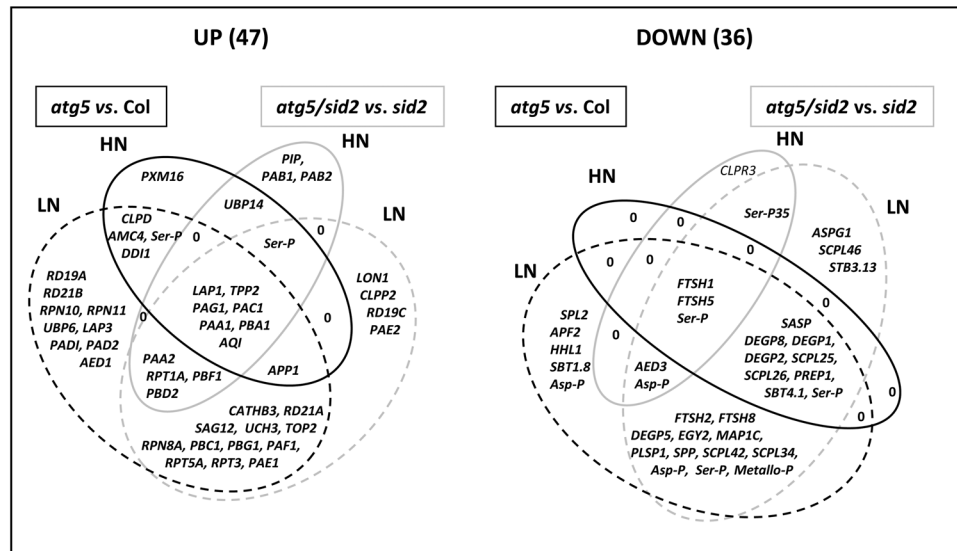 UP (47)
atg5 vs. Col
atg5/sid2 vs. sid2
HN
HN
LN
LN
PXM16
PIP,
PAB1, PAB2
UBP14
CLPD
AMC4, Ser-P
DDI1
0
Ser-P
0
RD19A
RD21B
RPN10, RPN11
UBP6, LAP3
PADI, PAD2
AED1
LAP1, TPP2
PAG1, PAC1
PAA1, PBA1
AQI
0
0
LON1
CLPP2
RD19C
PAE2
PAA2
RPT1A, PBF1
PBD2
APP1
CATHB3, RD21A
SAG12, UCH3, TOP2
RPN8A, PBC1, PBG1, PAF1,
RPT5A, RPT3, PAE1
DOWN (36)
atg5 vs. Col
atg5/sid2 vs. sid2
HN
HN
LN
LN
CLPR3
0
0
Ser-P35
0
ASPG1
SCPL46
STB3.13
0
0
0
FTSH1
FTSH5
Ser-P
0
SPL2
APF2
HHL1
SBT1.8
Asp-P
0
AED3
Asp-P
SASP
DEGP8, DEGP1,
DEGP2, SCPL25,
SCPL26, PREP1,
SBT4.1, Ser-P
0
0
FTSH2, FTSH8
DEGP5, EGY2, MAP1C,
PLSP1, SPP, SCPL42, SCPL34,
Asp-P, Ser-P, Metallo-P